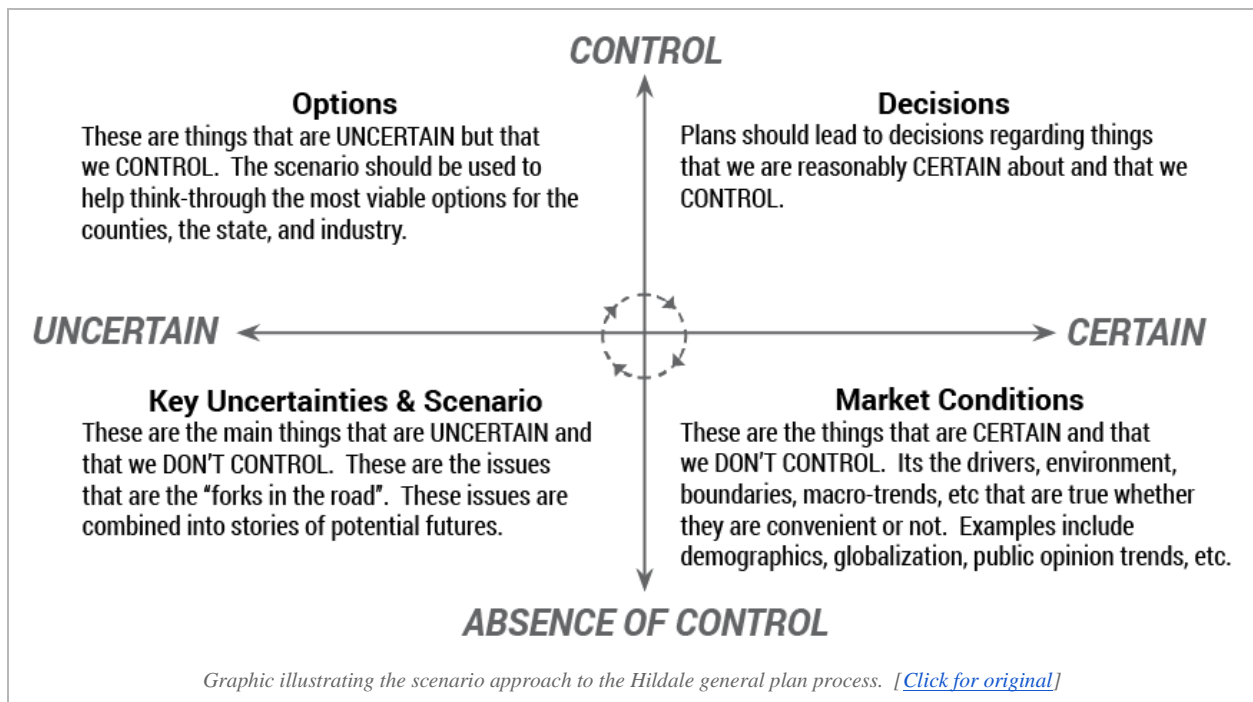 CONTROL
Options
These are things that are UNCERTAIN but that
we CONTROL. The scenario should be used to
help think-through the most viable options for the
counties, the state, and industry.
Decisions
Plans should lead to decisions regarding things
that we are reasonably CERTAIN about and that we
CONTROL.
UNCERTAIN
CERTAIN
Key Uncertainties & Scenario
These are the main things that are UNCERTAIN and
that we DON'T CONTROL. These are the issues
that are the "forks in the road". These issues are
combined into stories of potential futures.
Market Conditions
These are the things that are CERTAIN and that
we DON'T CONTROL. Its the drivers, environment,
boundaries, macro-trends, etc that are true whether
they are convenient or not. Examples include
demographics, globalization, public opinion trends, etc.
ABSENCE OF CONTROL
Graphic illustrating the scenario approach to the Hildale general plan process. [Click for original]